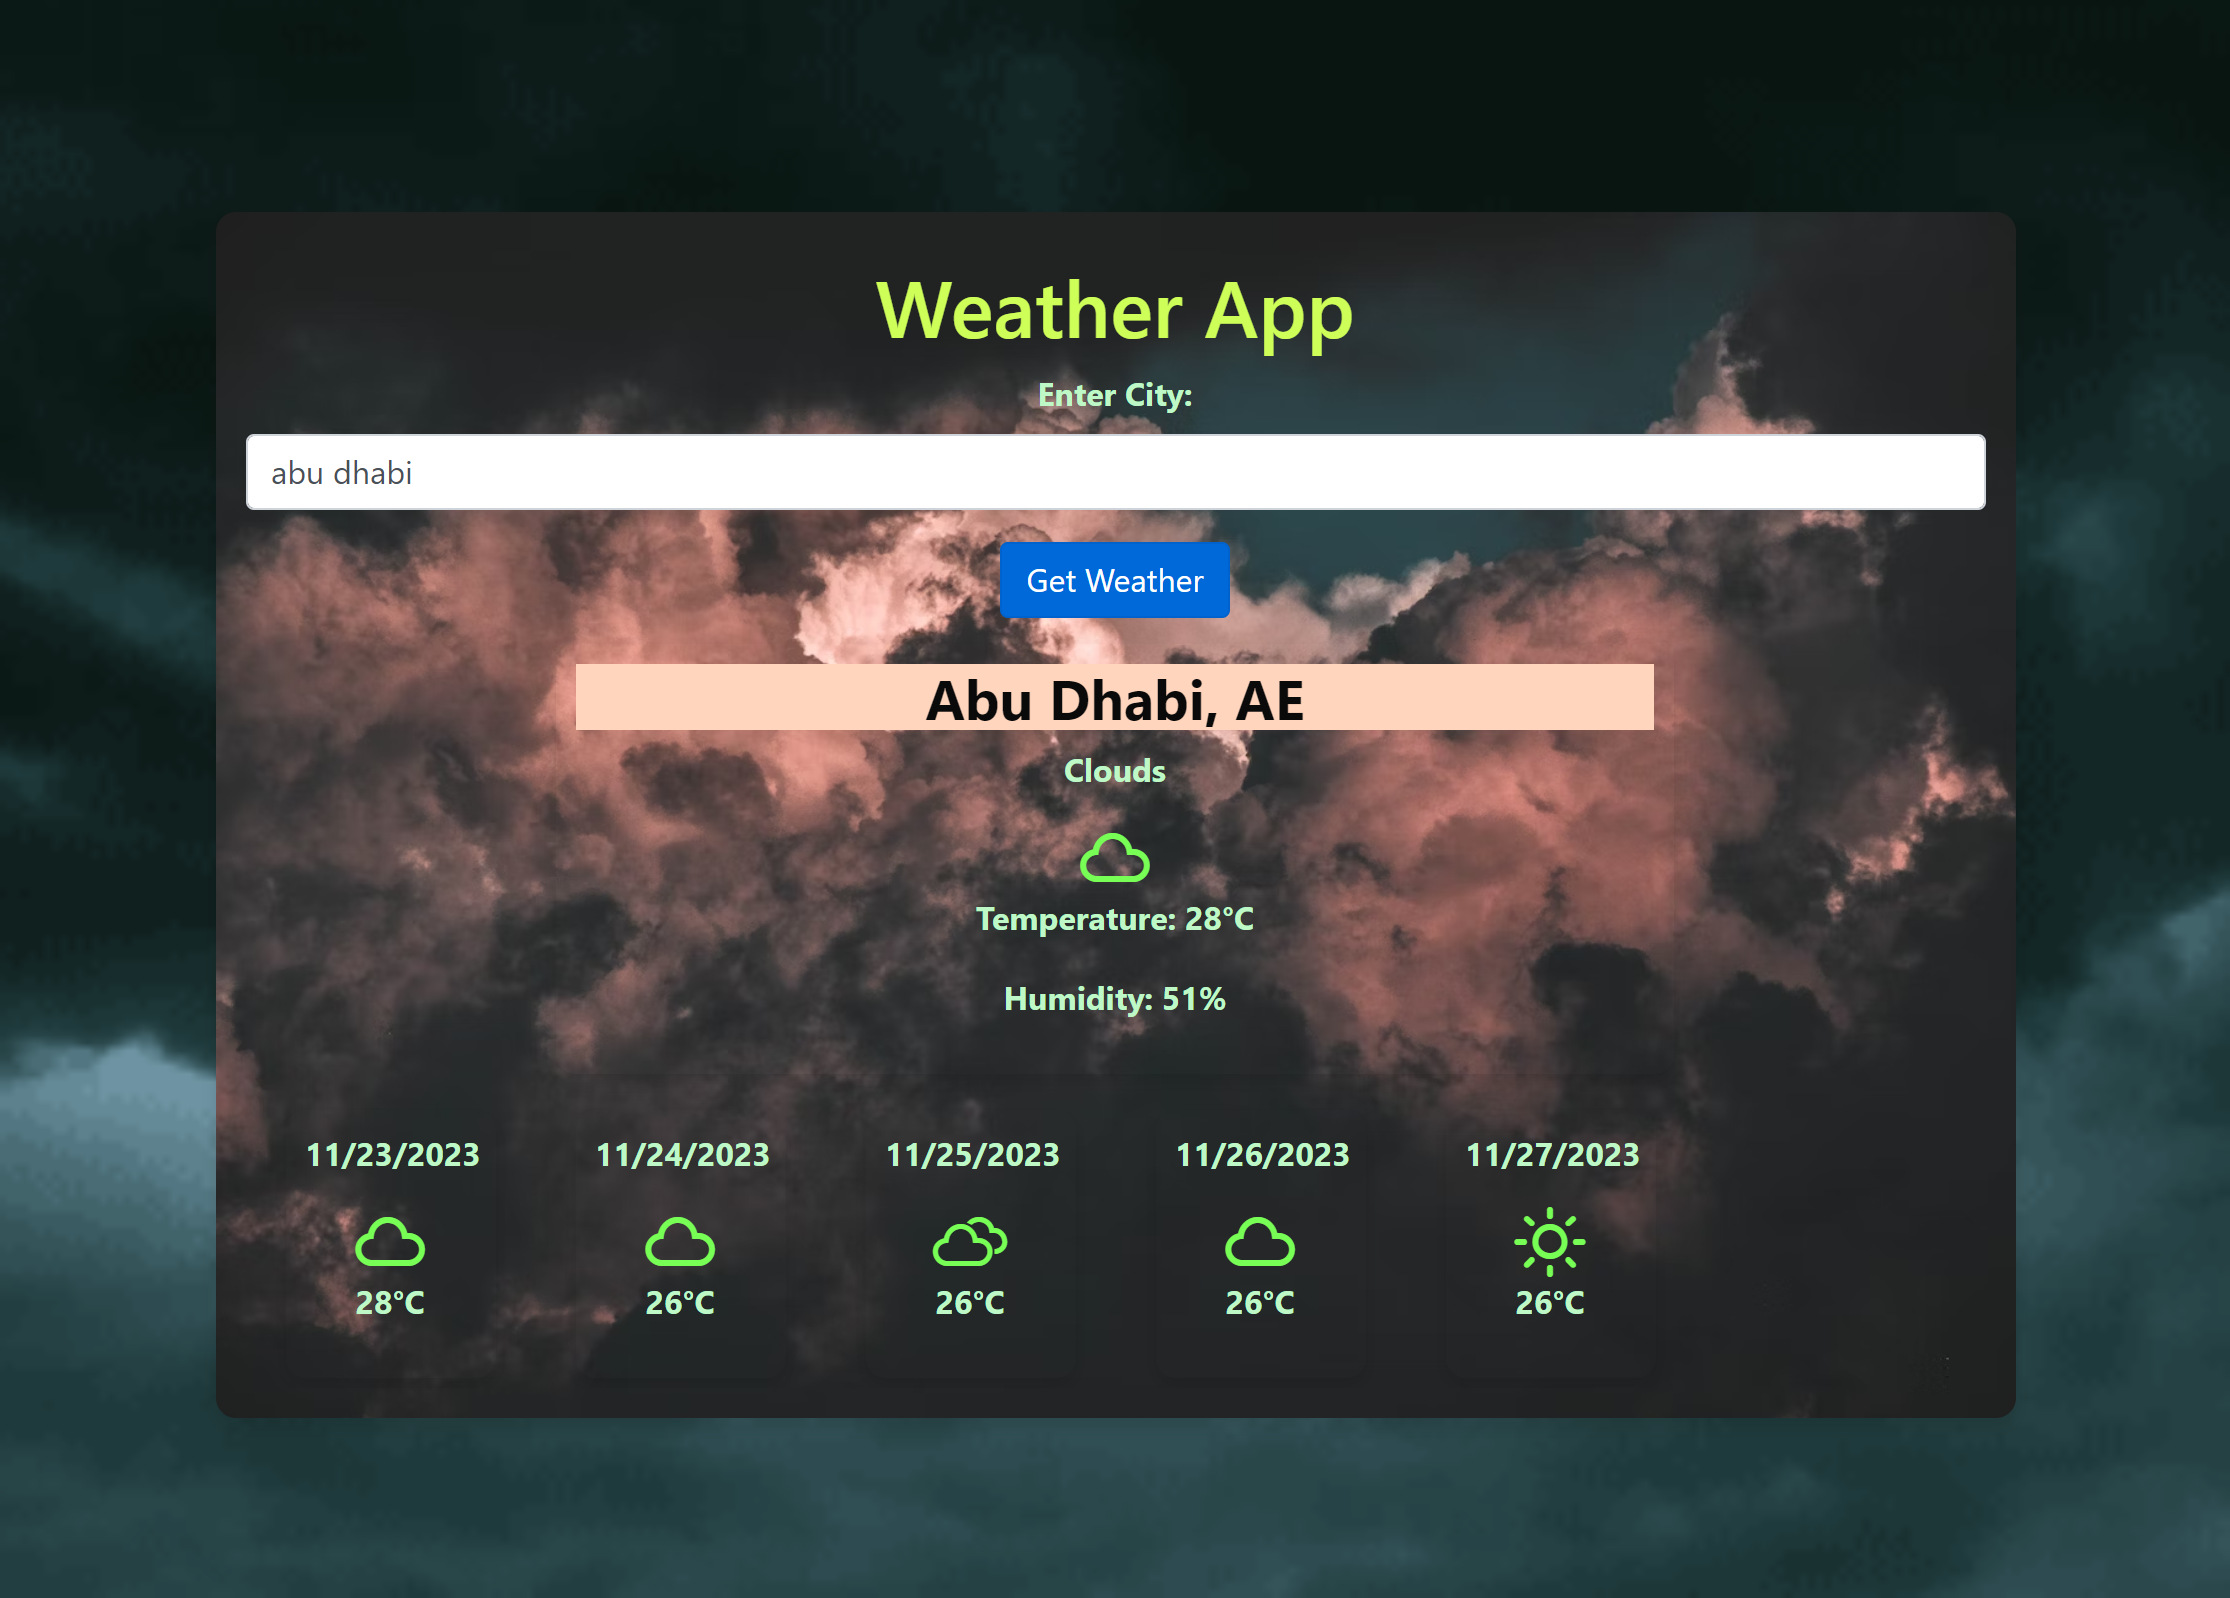 Weather App
Enter City:
abu dhabi
Get Weather
Abu Dhabi, AE
Clouds
Temperature: 28°C
Humidity: 51%
11/23/2023 11/24/2023 11/25/2023 11/26/2023 11/27/2023
28°C 26°C 26°C 26°C 26°C